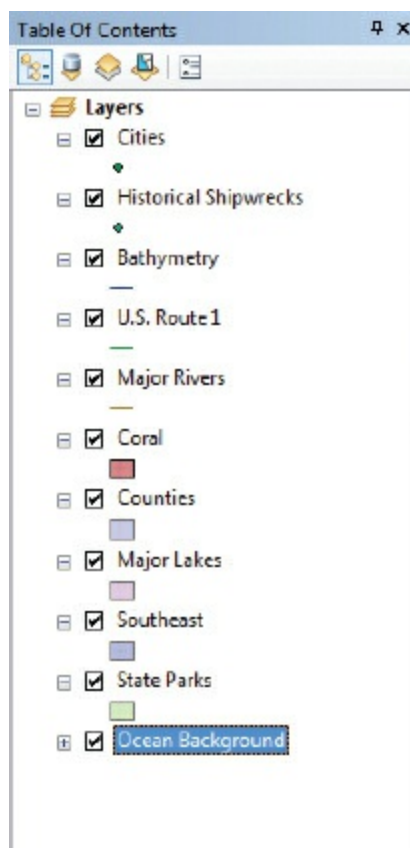 Table Of Contents
Layers
Cities
Historical Shipwrecks
Bathymetry
U.S. Route 1
Major Rivers
Coral
Counties
Major Lakes
Southeast
State Parks
Ocean Background